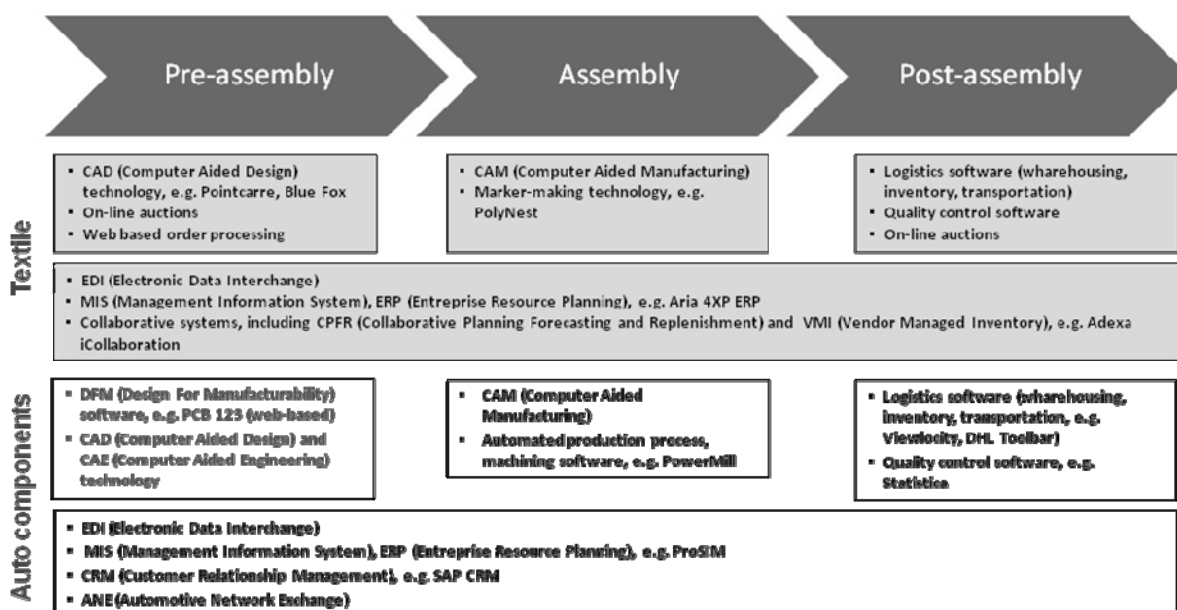 Pre-assembly
Assembly
Post-assembly
Textile
▪ CAD (Computer Aided Design)
technology, e.g. Pointcarre, Blue Fox
▪ On-line auctions
▪ Web based order processing
▪ CAM (Computer Aided Manufacturing)
▪ Marker-making technology, e.g.
PolyNest
▪ Logistics software (wharehousing,
inventory, transportation)
▪ Quality control software
▪ On-line auctions
▪ EDI (Electronic Data Interchange)
▪ MIS (Management Information System), ERP (Entreprise Resource Planning), e.g. Aria 4XP ERP
▪ Collaborative systems, including CPFR (Collaborative Planning Forecasting and Replenishment) and VMI (Vendor Managed Inventory), e.g. Adexa
iCollaboration
Auto components
▪ DFM (Design For Manufacturability)
software, e.g. PCB 123 (web-based)
▪ CAD (Computer Aided Design) and
CAE (Computer Aided Engineering)
technology
▪ CAM (Computer Aided
Manufacturing)
▪ Automated production process,
machining software, e.g. PowerMill
▪ Logistics software (wharehousing,
inventory, transportation, e.g.
Viewlocity, DHL Toolbar)
▪ Quality control software, e.g.
Statistica
▪ EDI (Electronic Data Interchange)
▪ MIS (Management Information System), ERP (Entreprise Resource Planning), e.g. ProSIM
▪ CRM (Customer Relationship Management), e.g. SAP CRM
▪ ANE (Automotive Network Exchange)